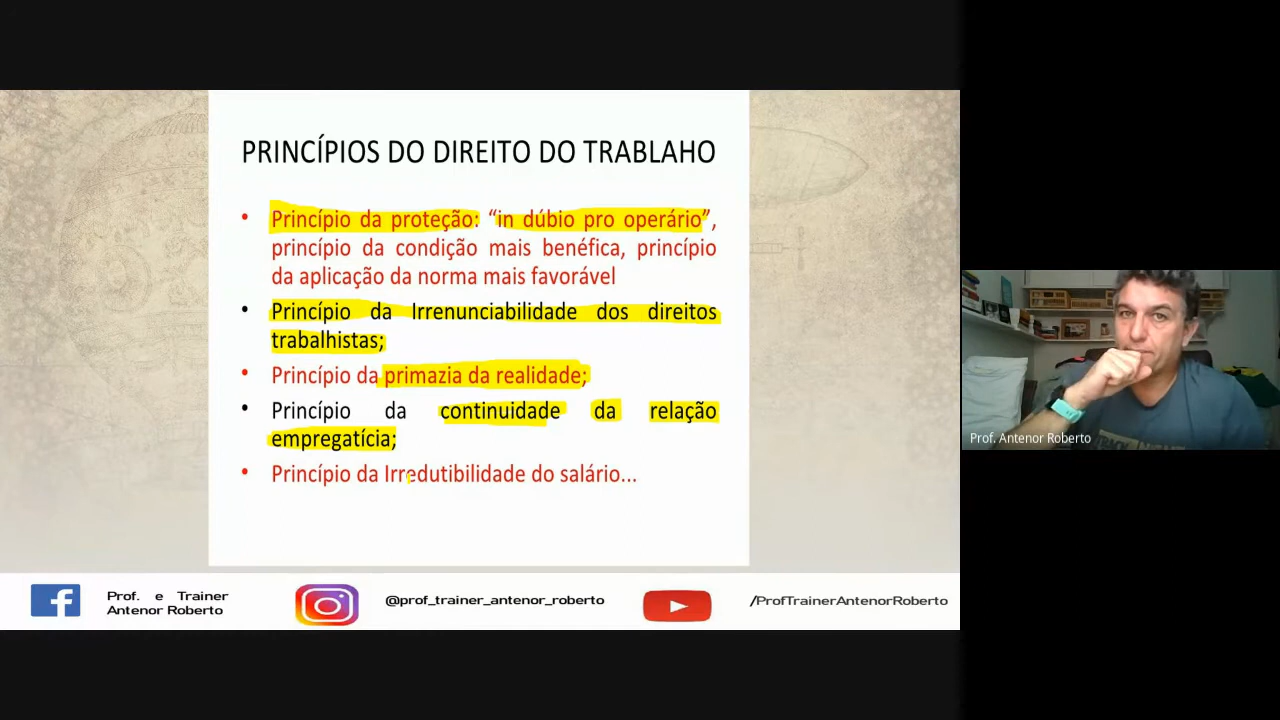 PRINCÍPIOS DO DIREITO DO TRABLAHO
• Princípio da proteção: “in dúbio pro operário”,
princípio da condição mais benéfica, princípio
da aplicação da norma mais favorável
• Princípio da Irrenunciabilidade dos direitos
trabalhistas;
• Princípio da primazia da realidade;
• Princípio da continuidade da relação
empregatícia;
• Princípio da Irredutibilidade do salário...
Prof. Antenor Roberto
Prof. e Trainer
Antenor Roberto
@prof_trainer_antenor_roberto
/ProfTrainerAntenorRoberto